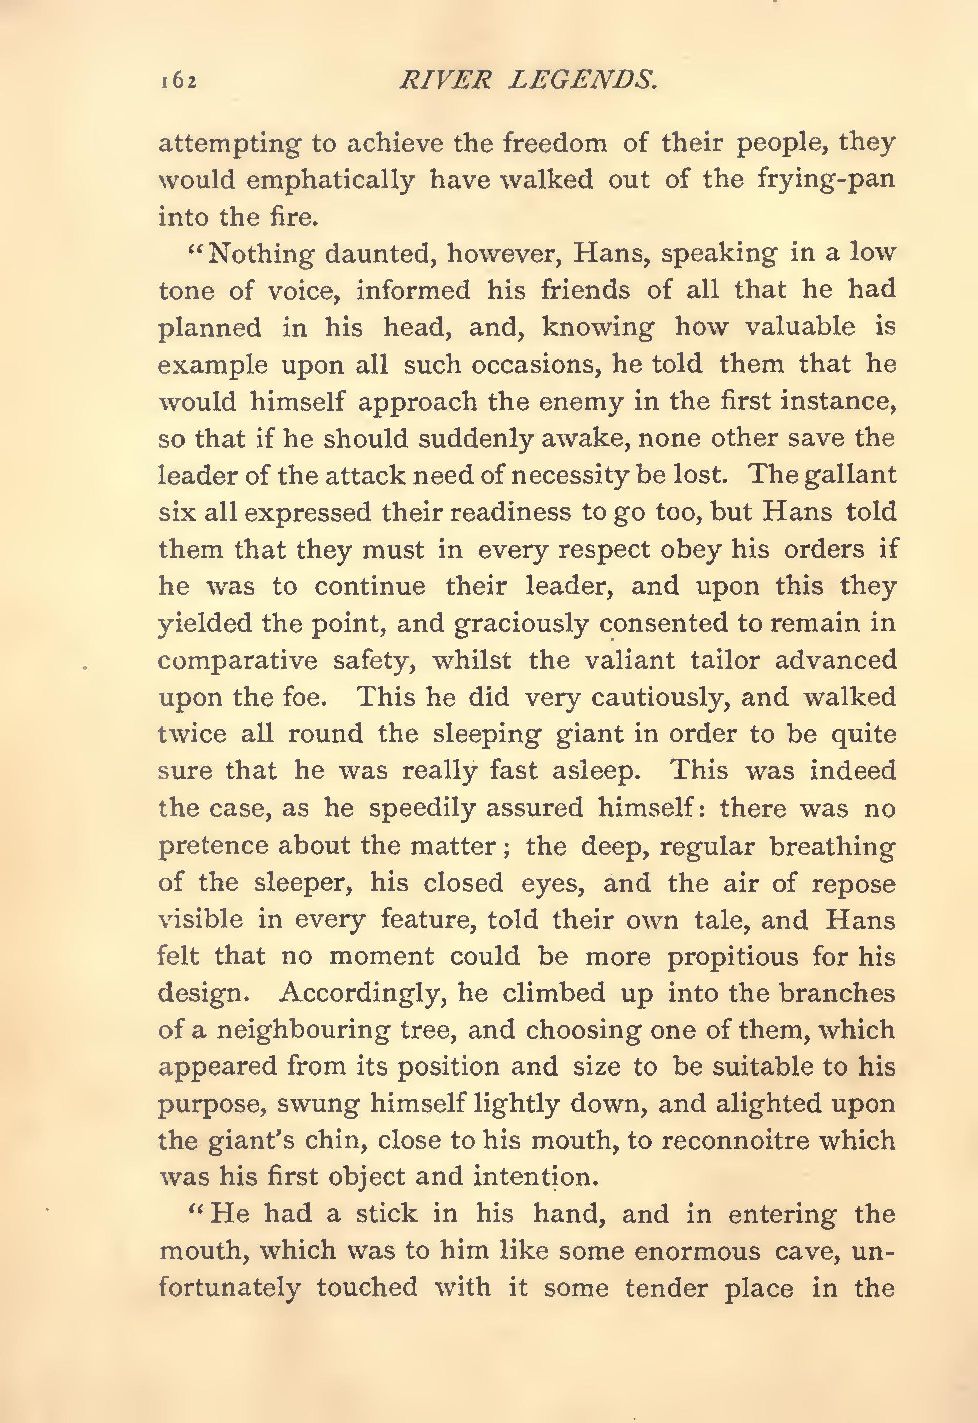 162 RIVER LEGENDS.
attempting to achieve the freedom of their people, they
would emphatically have walked out of the frying-pan
into the fire.
“Nothing daunted, however, Hans, speaking in a low
tone of voice, informed his friends of all that he had
planned in his head, and, knowing how valuable is
example upon all such occasions, he told them that he
would himself approach the enemy in the first instance,
so that if he should suddenly awake, none other save the
leader of the attack need of necessity be lost. The gallant
six all expressed their readiness to go too, but Hans told
them that they must in every respect obey his orders if
he was to continue their leader, and upon this they
yielded the point, and graciously consented to remain in
comparative safety, whilst the valiant tailor advanced
upon the foe. This he did very cautiously, and walked
twice all round the sleeping giant in order to be quite
sure that he was really fast asleep. This was indeed
the case, as he speedily assured himself: there was no
pretence about the matter; the deep, regular breathing
of the sleeper, his closed eyes, and the air of repose
visible in every feature, told their own tale, and Hans
felt that no moment could be more propitious for his
design. Accordingly, he climbed up into the branches
of a neighbouring tree, and choosing one of them, which
appeared from its position and size to be suitable to his
purpose, swung himself lightly down, and alighted upon
the giant's chin, close to his mouth, to reconnoitre which
was his first object and intention.
“He had a stick in his hand, and in entering the
mouth, which was to him like some enormous cave, un-
fortunately touched with it some tender place in the